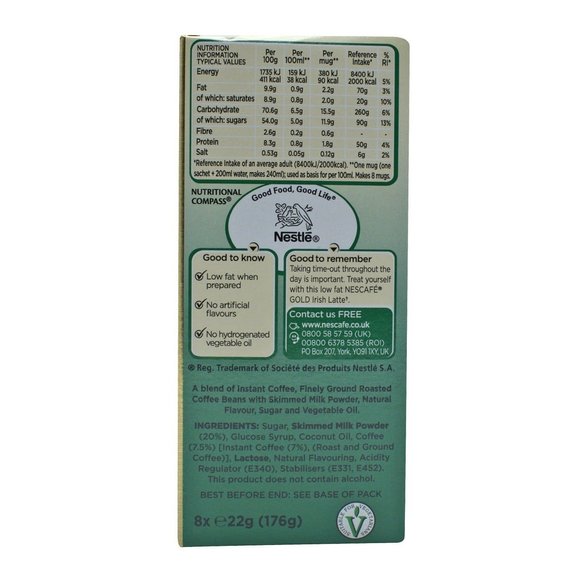 NUTRITION INFORMATION TYPICAL VALUES Per 100g Per 100ml** Per mug** Reference Intake* % RI*
Energy 1735 kJ 411 kcal 159 kJ 38 kcal 380 kJ 90 kcal 8400 kJ 2000 kcal 5%
Fat 9.9g 0.9g 2.2g 70g 3%
of which: saturates 8.9g 0.8g 2.0g 20g 10%
Carbohydrate 70.6g 6.5g 15.5g 260g 6%
of which: sugars 54.0g 5.0g 11.9g 90g 13%
Fibre 2.6g 0.2g 0.6g - -
Protein 8.3g 0.8g 1.8g 50g 4%
Salt 0.53g 0.05g 0.12g 6g 2%
*Reference Intake of an average adult (8400kJ/2000kcal). **One mug (one
sachet + 200ml water, makes 240ml); used as basis for per 100ml. Makes 8 mugs.
NUTRITIONAL
COMPASS®
Good Food, Good Life®
Nestlé®
Good to know
Low fat when
prepared
No artificial
flavours
No hydrogenated
vegetable oil
Good to remember
Taking time-out throughout the
day is important. Treat yourself
with this low fat NESCAFÉ®
GOLD Irish Latte†.
Contact us FREE
www.nescafe.co.uk
0800 58 57 59 (UK)
00800 6378 5385 (ROI)
PO Box 207, York, YO91 1XY, UK
® Reg. Trademark of Société des Produits Nestlé S.A.
A blend of Instant Coffee, Finely Ground Roasted
Coffee Beans with Skimmed Milk Powder, Natural
Flavour, Sugar and Vegetable Oil.
INGREDIENTS: Sugar, Skimmed Milk Powder
(20%), Glucose Syrup, Coconut Oil, Coffee
(7.5%) [Instant Coffee (7%), (Roast and Ground
Coffee)], Lactose, Natural Flavouring, Acidity
Regulator (E340), Stabilisers (E331, E452).
This product does not contain alcohol.
BEST BEFORE END: SEE BASE OF PACK
8x ℮22g (176g)
SUITABLE FOR VEGETARIANS
V